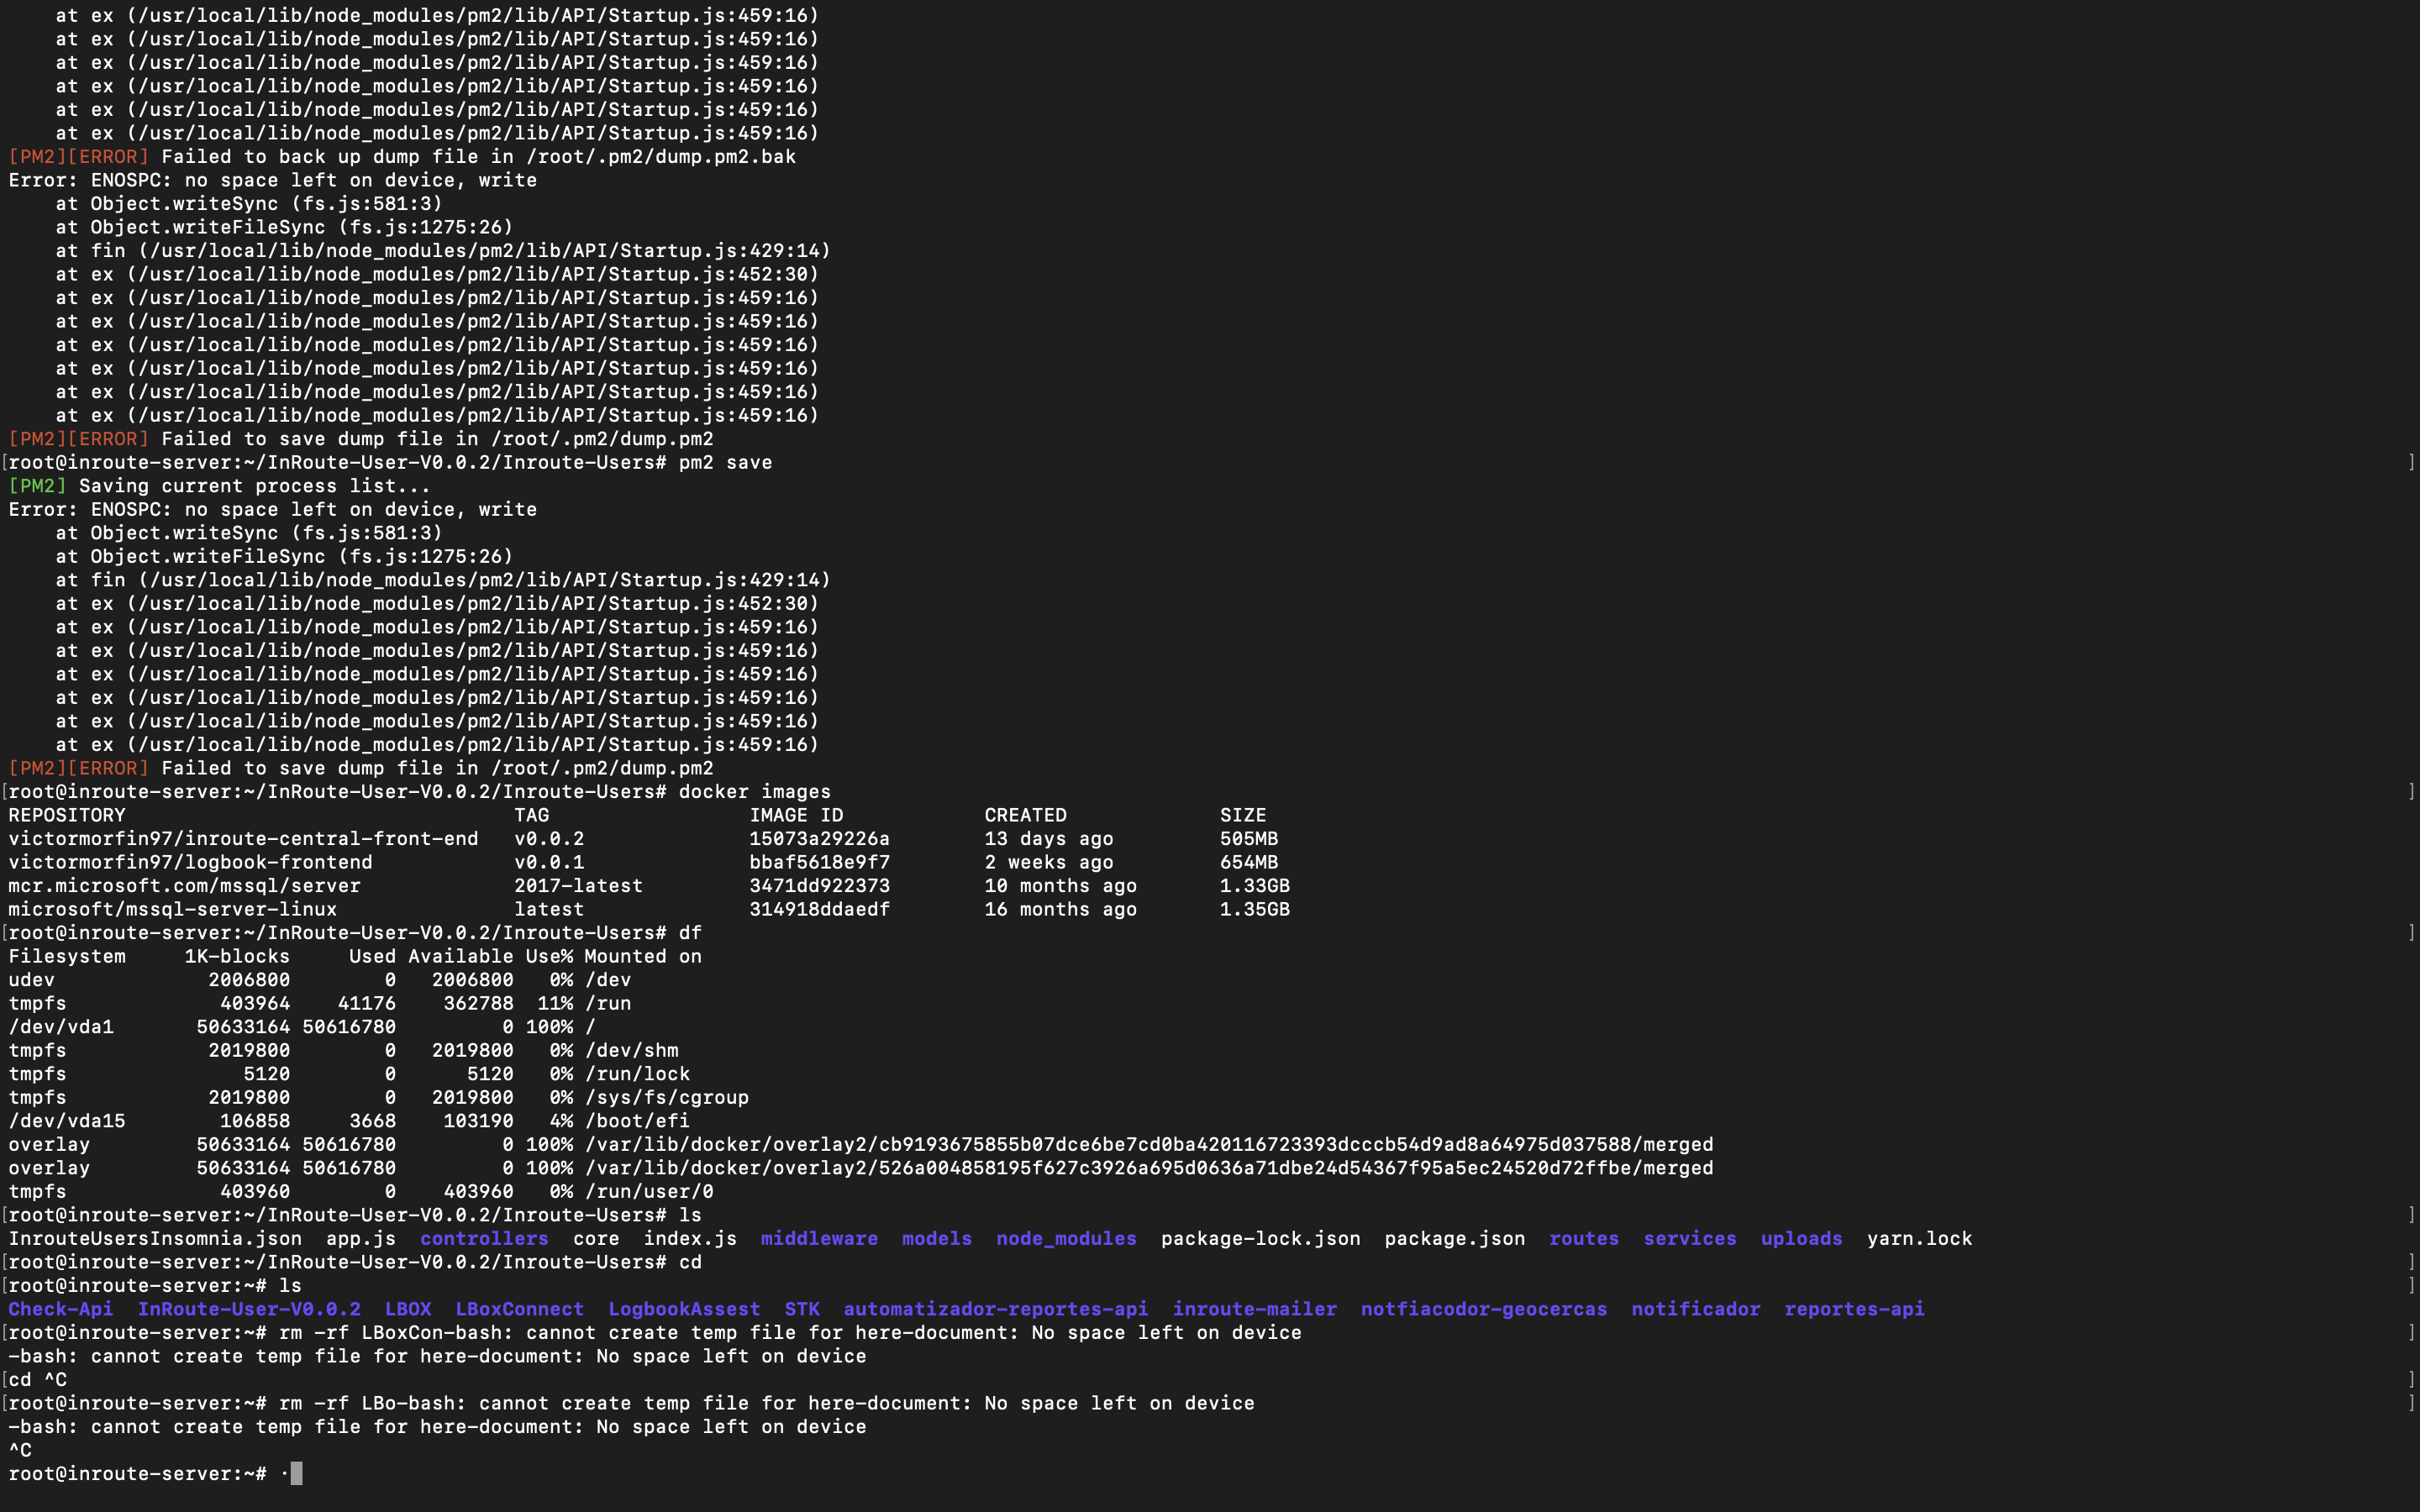 at ex (/usr/local/lib/node_modules/pm2/lib/API/Startup.js:459:16)
    at ex (/usr/local/lib/node_modules/pm2/lib/API/Startup.js:459:16)
    at ex (/usr/local/lib/node_modules/pm2/lib/API/Startup.js:459:16)
    at ex (/usr/local/lib/node_modules/pm2/lib/API/Startup.js:459:16)
    at ex (/usr/local/lib/node_modules/pm2/lib/API/Startup.js:459:16)
    at ex (/usr/local/lib/node_modules/pm2/lib/API/Startup.js:459:16)
[PM2][ERROR] Failed to back up dump file in /root/.pm2/dump.pm2.bak
Error: ENOSPC: no space left on device, write
    at Object.writeSync (fs.js:581:3)
    at Object.writeFileSync (fs.js:1275:26)
    at fin (/usr/local/lib/node_modules/pm2/lib/API/Startup.js:429:14)
    at ex (/usr/local/lib/node_modules/pm2/lib/API/Startup.js:452:30)
    at ex (/usr/local/lib/node_modules/pm2/lib/API/Startup.js:459:16)
    at ex (/usr/local/lib/node_modules/pm2/lib/API/Startup.js:459:16)
    at ex (/usr/local/lib/node_modules/pm2/lib/API/Startup.js:459:16)
    at ex (/usr/local/lib/node_modules/pm2/lib/API/Startup.js:459:16)
    at ex (/usr/local/lib/node_modules/pm2/lib/API/Startup.js:459:16)
    at ex (/usr/local/lib/node_modules/pm2/lib/API/Startup.js:459:16)
[PM2][ERROR] Failed to save dump file in /root/.pm2/dump.pm2
[root@inroute-server:~/InRoute-User-V0.0.2/Inroute-Users# pm2 save ]
[PM2] Saving current process list...
Error: ENOSPC: no space left on device, write
    at Object.writeSync (fs.js:581:3)
    at Object.writeFileSync (fs.js:1275:26)
    at fin (/usr/local/lib/node_modules/pm2/lib/API/Startup.js:429:14)
    at ex (/usr/local/lib/node_modules/pm2/lib/API/Startup.js:452:30)
    at ex (/usr/local/lib/node_modules/pm2/lib/API/Startup.js:459:16)
    at ex (/usr/local/lib/node_modules/pm2/lib/API/Startup.js:459:16)
    at ex (/usr/local/lib/node_modules/pm2/lib/API/Startup.js:459:16)
    at ex (/usr/local/lib/node_modules/pm2/lib/API/Startup.js:459:16)
    at ex (/usr/local/lib/node_modules/pm2/lib/API/Startup.js:459:16)
    at ex (/usr/local/lib/node_modules/pm2/lib/API/Startup.js:459:16)
[PM2][ERROR] Failed to save dump file in /root/.pm2/dump.pm2
[root@inroute-server:~/InRoute-User-V0.0.2/Inroute-Users# docker images ]
REPOSITORY TAG IMAGE ID CREATED SIZE
victormorfin97/inroute-central-front-end v0.0.2 15073a29226a 13 days ago 505MB
victormorfin97/logbook-frontend v0.0.1 bbaf5618e9f7 2 weeks ago 654MB
mcr.microsoft.com/mssql/server 2017-latest 3471dd922373 10 months ago 1.33GB
microsoft/mssql-server-linux latest 314918ddaedf 16 months ago 1.35GB
[root@inroute-server:~/InRoute-User-V0.0.2/Inroute-Users# df ]
Filesystem 1K-blocks Used Available Use% Mounted on
udev 2006800 0 2006800 0% /dev
tmpfs 403964 41176 362788 11% /run
/dev/vda1 50633164 50616780 0 100% /
tmpfs 2019800 0 2019800 0% /dev/shm
tmpfs 5120 0 5120 0% /run/lock
tmpfs 2019800 0 2019800 0% /sys/fs/cgroup
/dev/vda15 106858 3668 103190 4% /boot/efi
overlay 50633164 50616780 0 100% /var/lib/docker/overlay2/cb9193675855b07dce6be7cd0ba420116723393dcccb54d9ad8a64975d037588/merged
overlay 50633164 50616780 0 100% /var/lib/docker/overlay2/526a004858195f627c3926a695d0636a71dbe24d54367f95a5ec24520d72ffbe/merged
tmpfs 403960 0 403960 0% /run/user/0
[root@inroute-server:~/InRoute-User-V0.0.2/Inroute-Users# ls ]
InrouteUsersInsomnia.json app.js controllers core index.js middleware models node_modules package-lock.json package.json routes services uploads yarn.lock
[root@inroute-server:~/InRoute-User-V0.0.2/Inroute-Users# cd ]
[root@inroute-server:~# ls ]
Check-Api InRoute-User-V0.0.2 LBOX LBoxConnect LogbookAssest STK automatizador-reportes-api inroute-mailer notfiacodor-geocercas notificador reportes-api
[root@inroute-server:~# rm -rf LBoxCon-bash: cannot create temp file for here-document: No space left on device ]
-bash: cannot create temp file for here-document: No space left on device
[cd ^C ]
[root@inroute-server:~# rm -rf LBo-bash: cannot create temp file for here-document: No space left on device ]
-bash: cannot create temp file for here-document: No space left on device
^C
root@inroute-server:~# ·